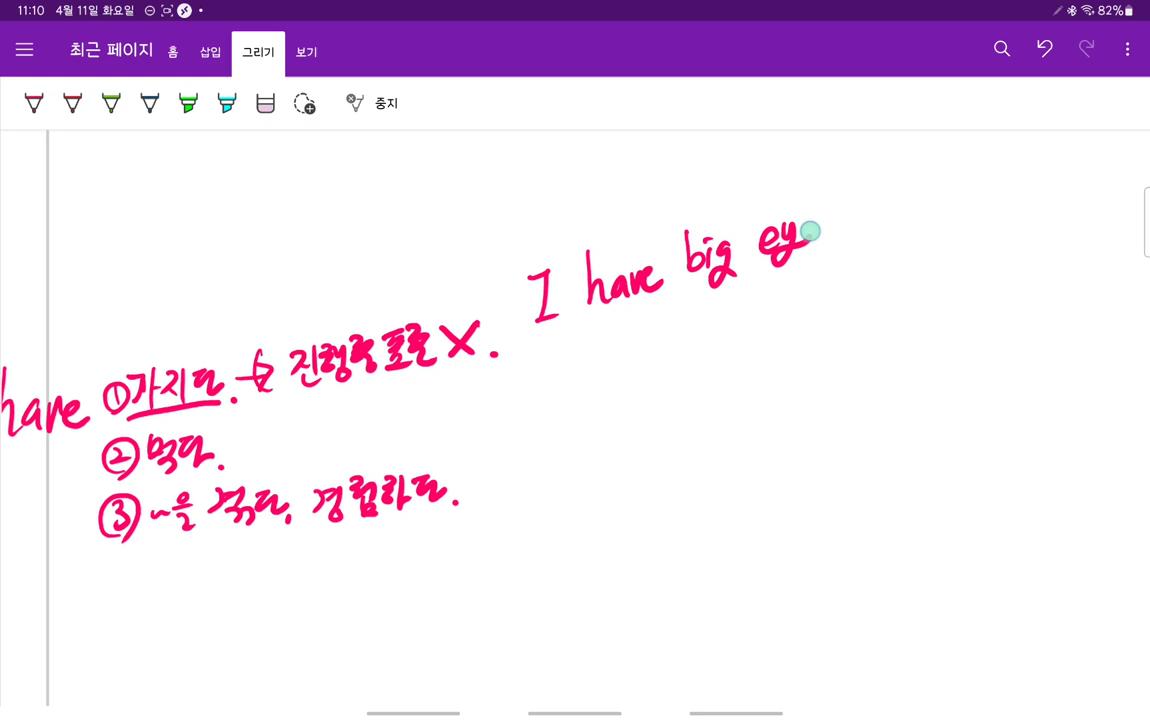 11:10 4월 11일 화요일 82%
최근 페이지 홈 삽입 그리기 보기
중지
I have big ey
have ①가지다. → 진행형 표현 X.
②먹다.
③~을 겪다, 경험하다.